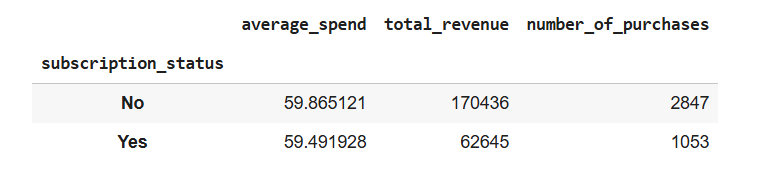 average_spend total_revenue number_of_purchases
subscription_status
No 59.865121 170436 2847
Yes 59.491928 62645 1053